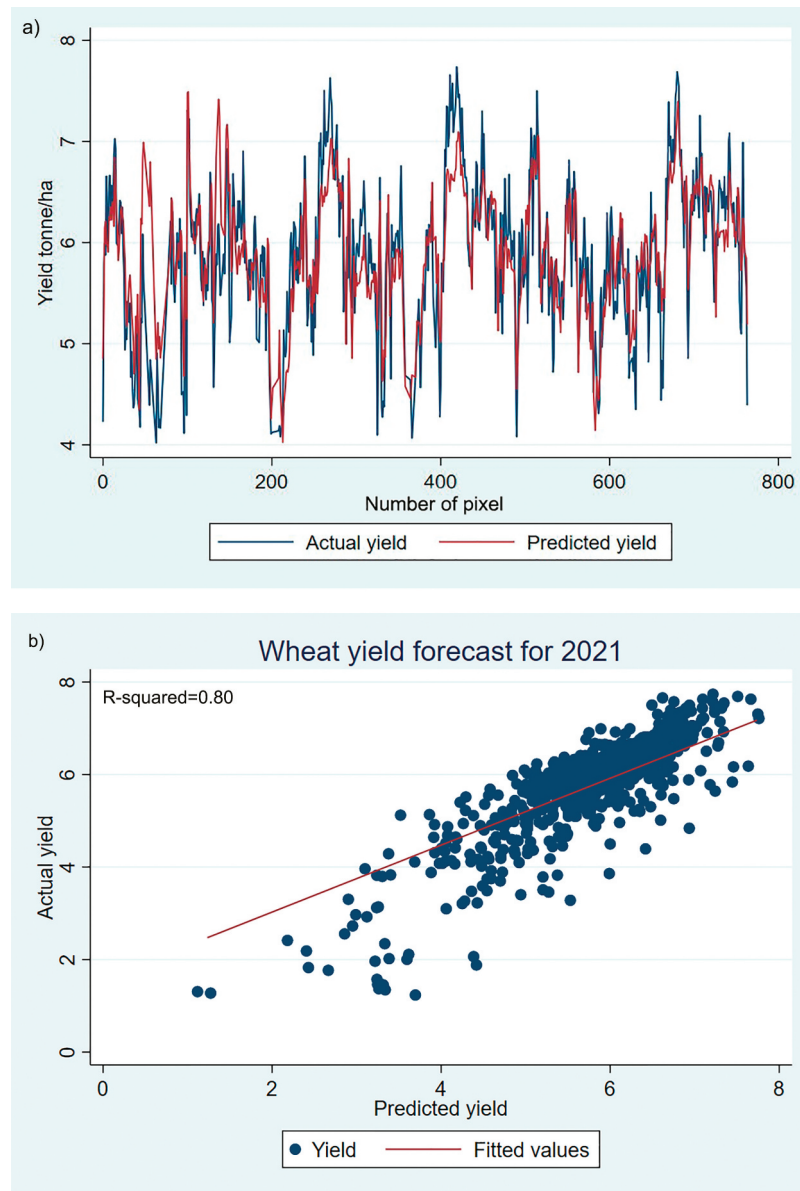 a)
8
7
6
5
4
Yield tonne/ha
0 200 400 600 800
Number of pixel
Actual yield Predicted yield
b)
Wheat yield forecast for 2021
R-squared=0.80
8
6
4
2
0
Actual yield
0 2 4 6 8
Predicted yield
Yield Fitted values